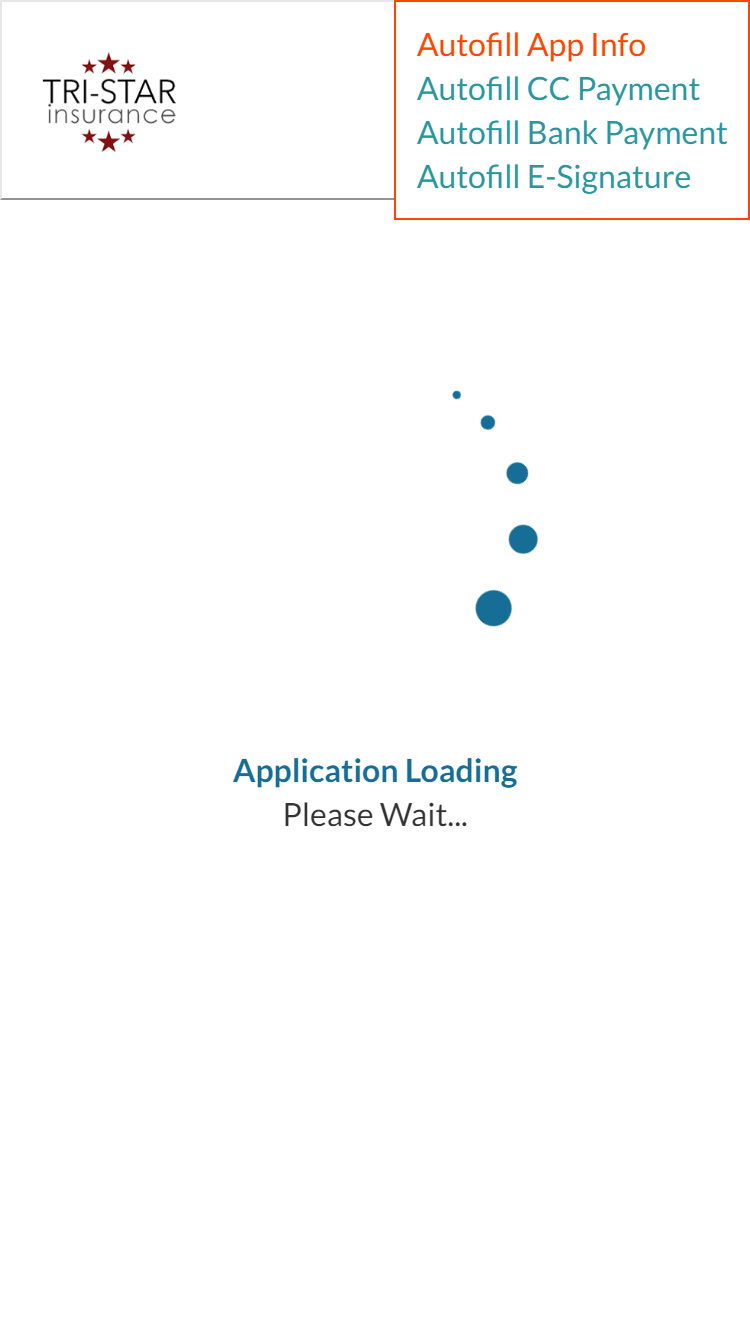 TRI-STAR
insurance
Autofill App Info
Autofill CC Payment
Autofill Bank Payment
Autofill E-Signature
Application Loading
Please Wait...